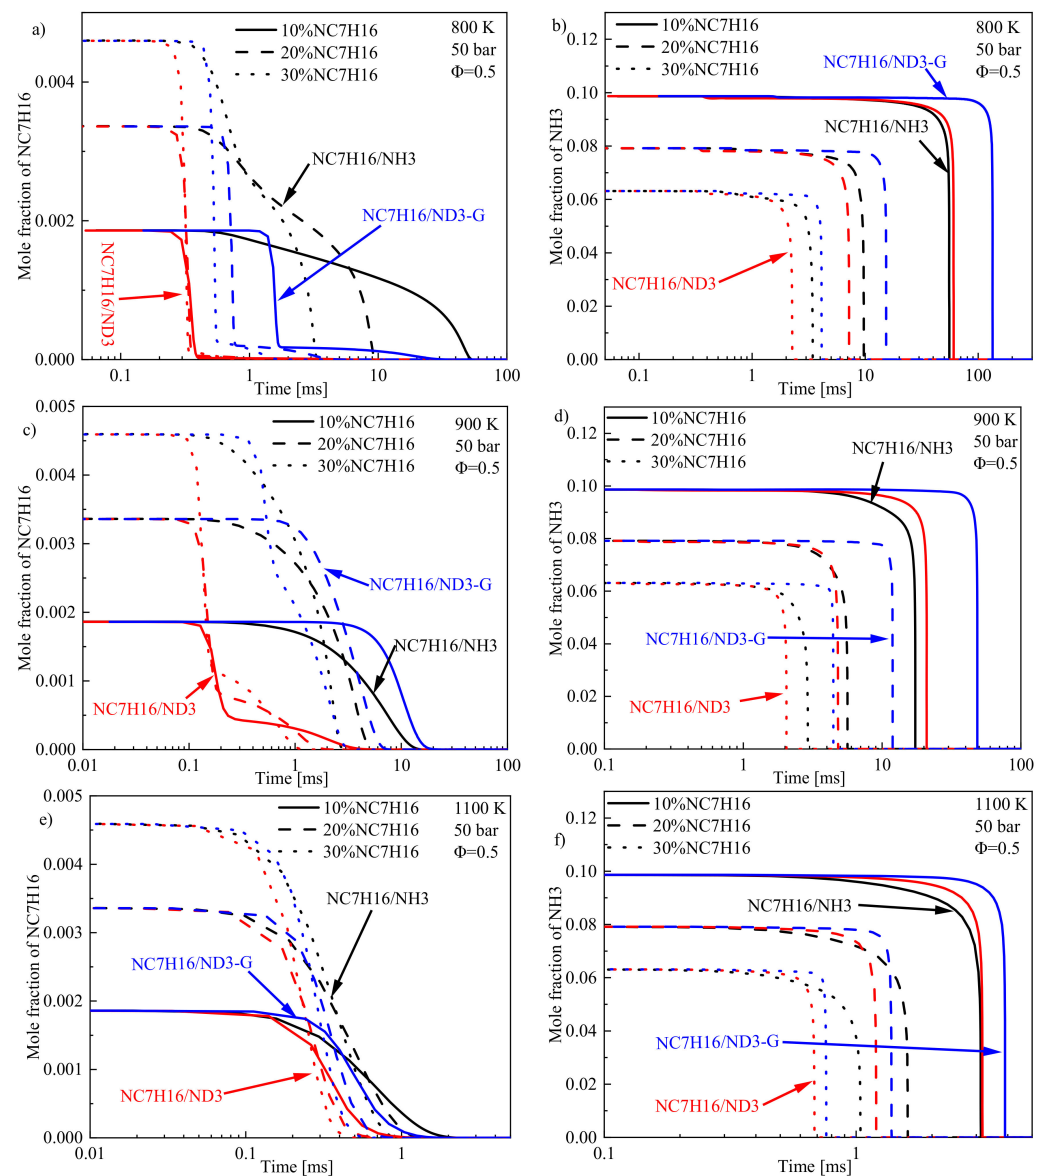 a)
10%NC7H16
20%NC7H16
30%NC7H16
800 K
50 bar
Φ=0.5
NC7H16/NH3
NC7H16/ND3-G
NC7H16/ND3
0.004
0.002
0.000
Mole fraction of NC7H16
0.1 1 10 100
Time [ms]
b)
10%NC7H16
20%NC7H16
30%NC7H16
800 K
50 bar
Φ=0.5
NC7H16/ND3-G
NC7H16/NH3
NC7H16/ND3
0.12
0.10
0.08
0.06
0.04
0.02
0.00
Mole fraction of NH3
0.1 1 10 100
Time [ms]
c)
10%NC7H16
20%NC7H16
30%NC7H16
900 K
50 bar
Φ=0.5
NC7H16/ND3-G
NC7H16/NH3
NC7H16/ND3
0.005
0.004
0.003
0.002
0.001
0.000
Mole fraction of NC7H16
0.01 0.1 1 10 100
Time [ms]
d)
10%NC7H16
20%NC7H16
30%NC7H16
900 K
50 bar
Φ=0.5
NC7H16/NH3
NC7H16/ND3-G
NC7H16/ND3
0.12
0.10
0.08
0.06
0.04
0.02
0.00
Mole fraction of NH3
0.1 1 10 100
Time [ms]
e)
10%NC7H16
20%NC7H16
30%NC7H16
1100 K
50 bar
Φ=0.5
NC7H16/NH3
NC7H16/ND3-G
NC7H16/ND3
0.005
0.004
0.003
0.002
0.001
0.000
Mole fraction of NC7H16
0.01 0.1 1
Time [ms]
f)
10%NC7H16
20%NC7H16
30%NC7H16
1100 K
50 bar
Φ=0.5
NC7H16/NH3
NC7H16/ND3-G
NC7H16/ND3
0.12
0.10
0.08
0.06
0.04
0.02
0.00
Mole fraction of NH3
0.1 1
Time [ms]